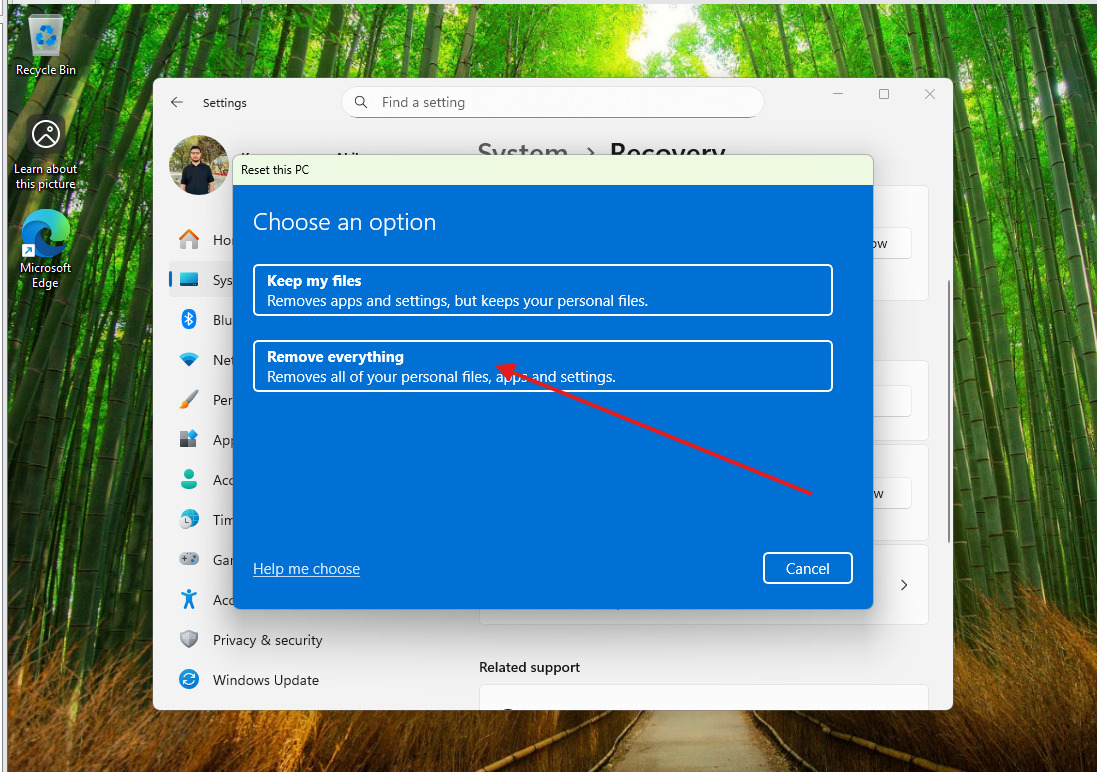 Recycle Bin
Learn about
this picture
Microsoft
Edge
Settings
Find a setting
System > Recovery
Reset this PC
Choose an option
Keep my files
Removes apps and settings, but keeps your personal files.
Remove everything
Removes all of your personal files, apps and settings.
Help me choose
Cancel
Privacy & security
Windows Update
Related support